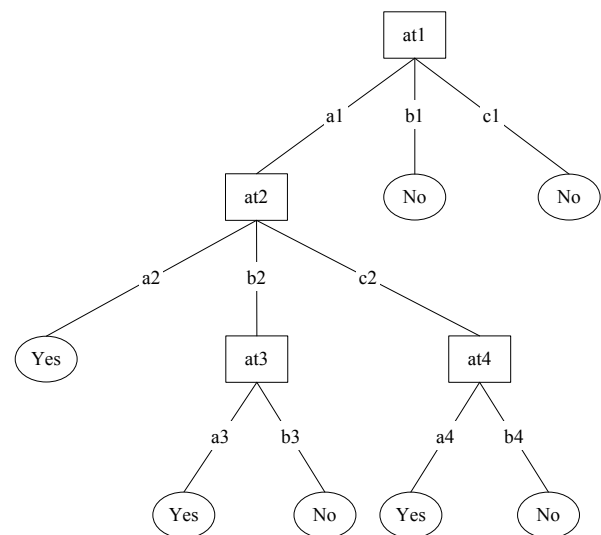 at1
a1 b1 c1
at2 No No
a2 b2 c2
Yes at3 at4
a3 b3 a4 b4
Yes No Yes No